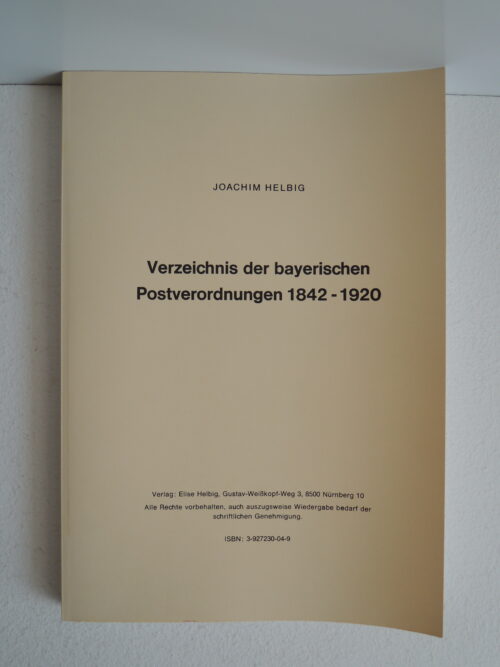 JOACHIM HELBIG
Verzeichnis der bayerischen
Postverordnungen 1842 - 1920
Verlag: Elise Helbig, Gustav-Weißkopf-Weg 3, 8500 Nürnberg 10
Alle Rechte vorbehalten, auch auszugsweise Wiedergabe bedarf der
schriftlichen Genehmigung.
ISBN: 3-927230-04-9